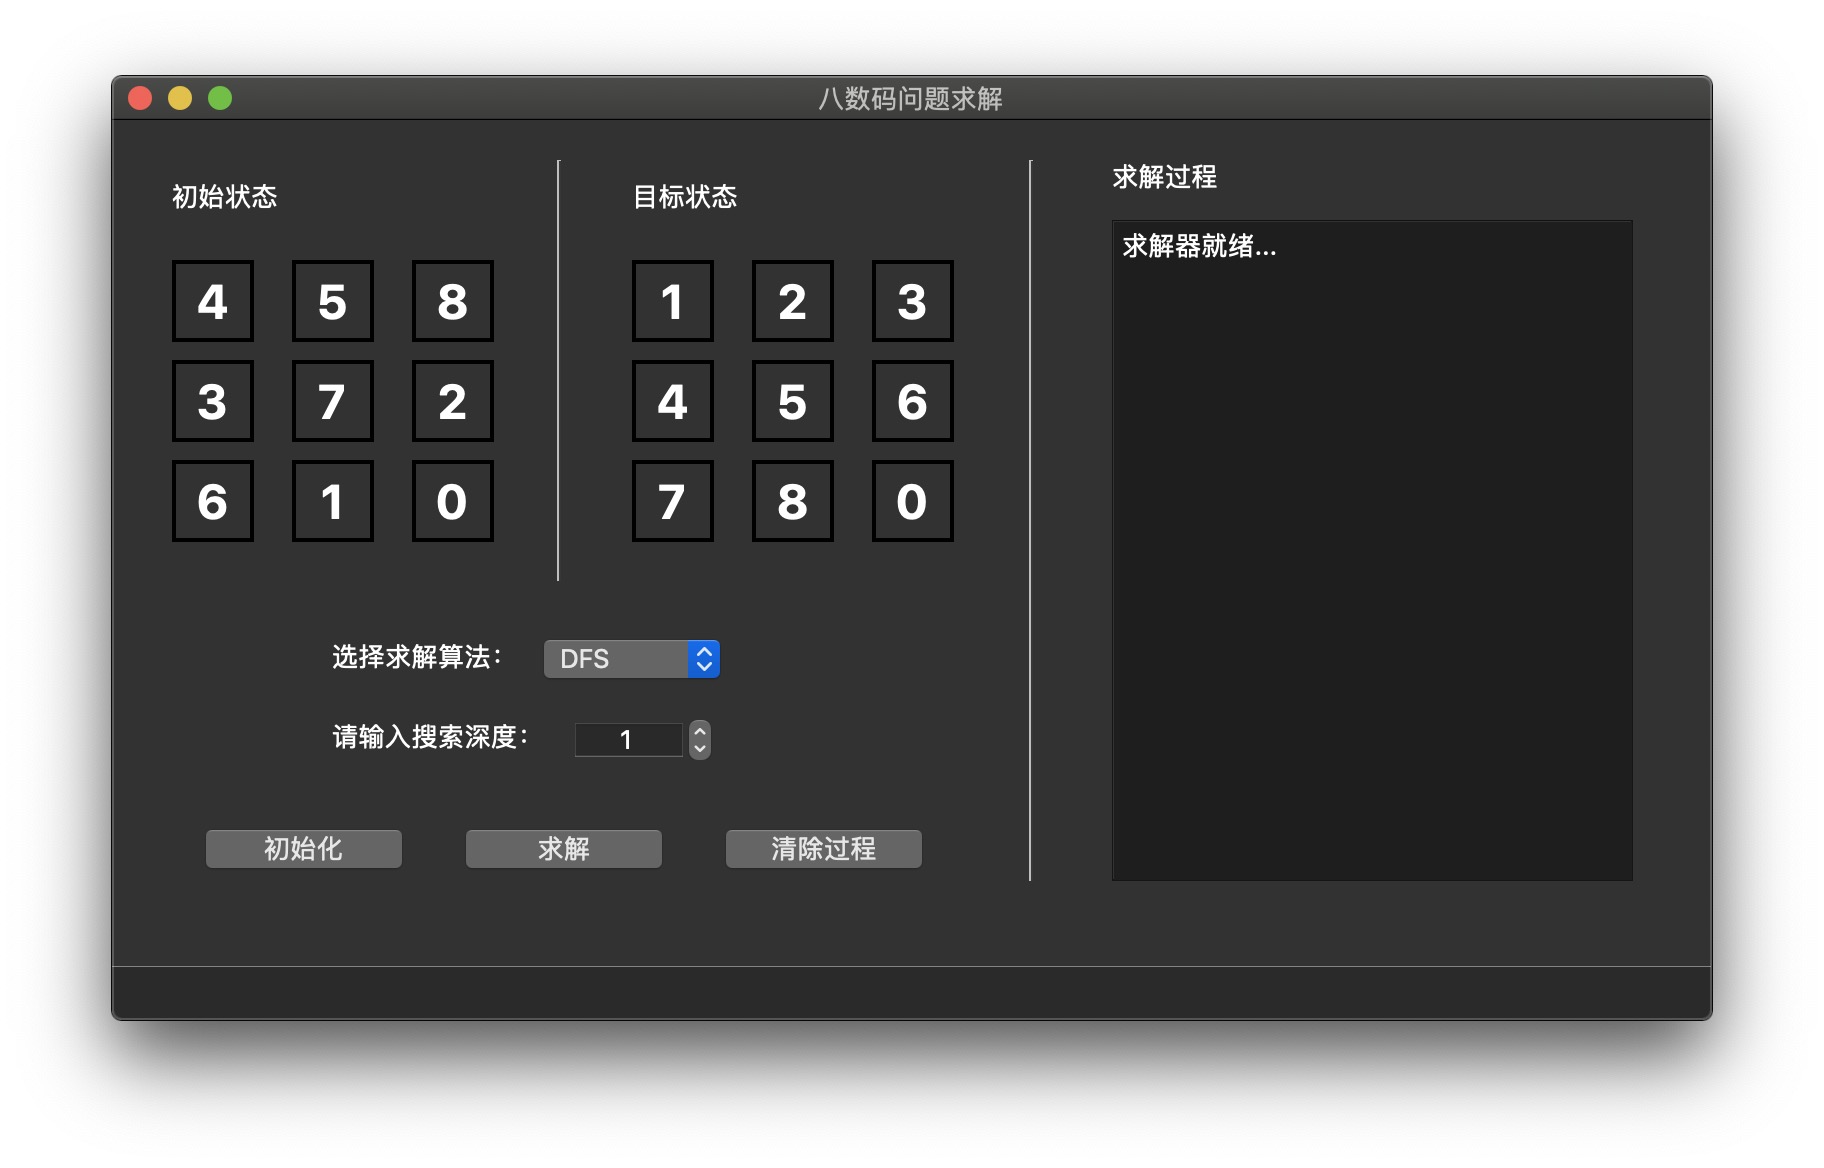 八数码问题求解
初始状态
4 5 8
3 7 2
6 1 0
目标状态
1 2 3
4 5 6
7 8 0
选择求解算法： DFS
请输入搜索深度： 1
初始化 求解 清除过程
求解过程
求解器就绪...